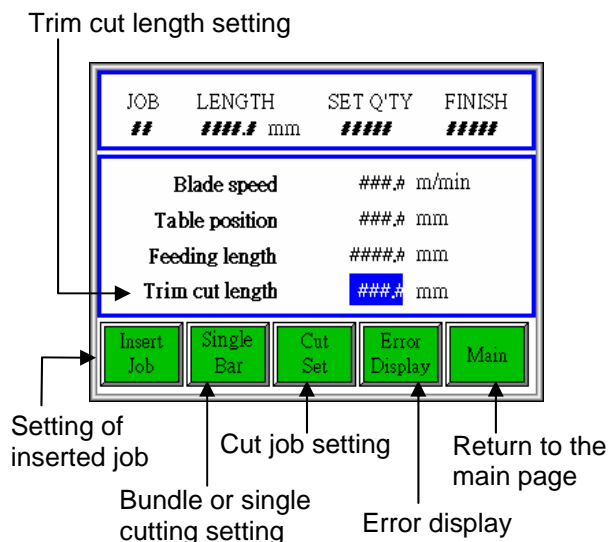 Trim cut length setting
JOB LENGTH SET Q'TY FINISH
## ####.# mm ##### #####
Blade speed ###.# m/min
Table position ###.# mm
Feeding length ####.# mm
Trim cut length ###.# mm
Insert Job
Single Bar
Cut Set
Error Display
Main
Setting of
inserted job
Cut job setting
Return to the
main page
Bundle or single
cutting setting
Error display